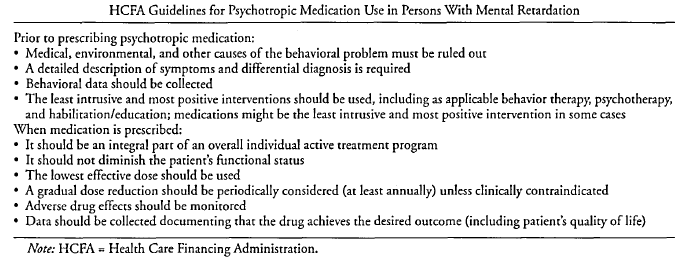 HCFA Guidelines for Psychotropic Medication Use in Persons With Mental Retardation
Prior to prescribing psychotropic medication:
• Medical, environmental, and other causes of the behavioral problem must be ruled out
• A detailed description of symptoms and differential diagnosis is required
• Behavioral data should be collected
• The least intrusive and most positive interventions should be used, including as applicable behavior therapy, psychotherapy,
and habilitation/education; medications might be the least intrusive and most positive intervention in some cases
When medication is prescribed:
• It should be an integral part of an overall individual active treatment program
• It should not diminish the patient's functional status
• The lowest effective dose should be used
• A gradual dose reduction should be periodically considered (at least annually) unless clinically contraindicated
• Adverse drug effects should be monitored
• Data should be collected documenting that the drug achieves the desired outcome (including patient's quality of life)
Note: HCFA = Health Care Financing Administration.